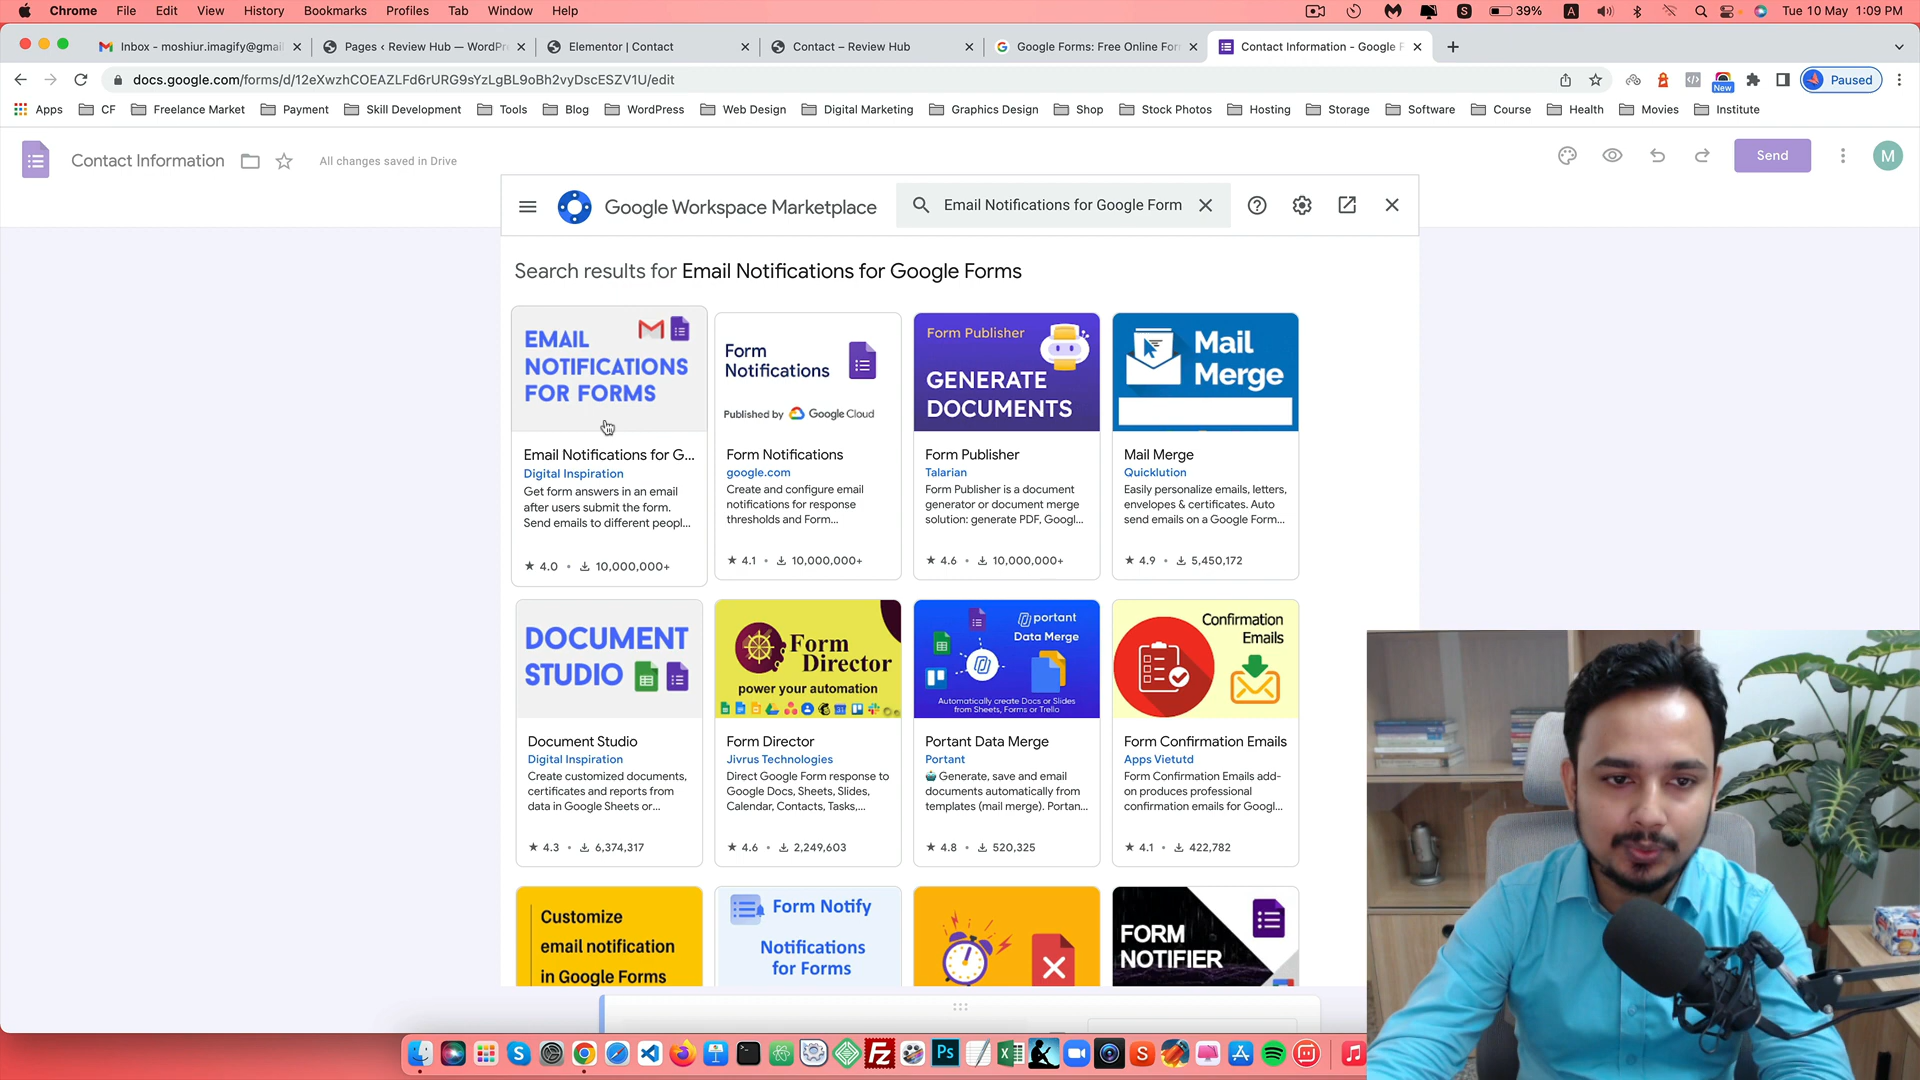 Chrome File Edit View History Bookmarks Profiles Tab Window Help 39% A Tue 10 May 1:09 PM
Inbox - moshiur.imagify@gmai Pages ‹ Review Hub — WordPr Elementor | Contact Contact – Review Hub Google Forms: Free Online For Contact Information - Google F
docs.google.com/forms/d/12eXwzhCOEAZLFd6rURG9sYzLgBL9oBh2vyDscESZV1U/edit New Paused
Apps CF Freelance Market Payment Skill Development Tools Blog WordPress Web Design Digital Marketing Graphics Design Shop Stock Photos Hosting Storage Software Course Health Movies Institute
Contact Information All changes saved in Drive Send M
Google Workspace Marketplace Email Notifications for Google Form
Search results for Email Notifications for Google Forms
EMAIL
NOTIFICATIONS
FOR FORMS
Email Notifications for G...
Digital Inspiration
Get form answers in an email
after users submit the form.
Send emails to different peopl...
4.0 • 10,000,000+
Form
Notifications
Published by Google Cloud
Form Notifications
google.com
Create and configure email
notifications for response
thresholds and Form...
4.1 • 10,000,000+
Form Publisher
GENERATE
DOCUMENTS
Form Publisher
Talarian
Form Publisher is a document
generator or document merge
solution: generate PDF, Googl...
4.6 • 10,000,000+
Mail
Merge
Mail Merge
Quicklution
Easily personalize emails, letters,
envelopes & certificates. Auto
send emails on a Google Form...
4.9 • 5,450,172
DOCUMENT
STUDIO
Document Studio
Digital Inspiration
Create customized documents,
certificates and reports from
data in Google Sheets or...
4.3 • 6,374,317
Form
Director
power your automation
Form Director
Jivrus Technologies
Direct Google Form response to
Google Docs, Sheets, Slides,
Calendar, Contacts, Tasks,...
4.6 • 2,249,603
portant
Data Merge
Automatically create Docs or Slides
from Sheets, Forms or Trello
Portant Data Merge
Portant
Generate, save and email
documents automatically from
templates (mail merge). Portan...
4.8 • 520,325
Confirmation
Emails
Form Confirmation Emails
Apps Vietutd
Form Confirmation Emails add-
on produces professional
confirmation emails for Googl...
4.1 • 422,782
Customize
email notification
in Google Forms
Form Notify
Notifications
for Forms
FORM
NOTIFIER
Ps